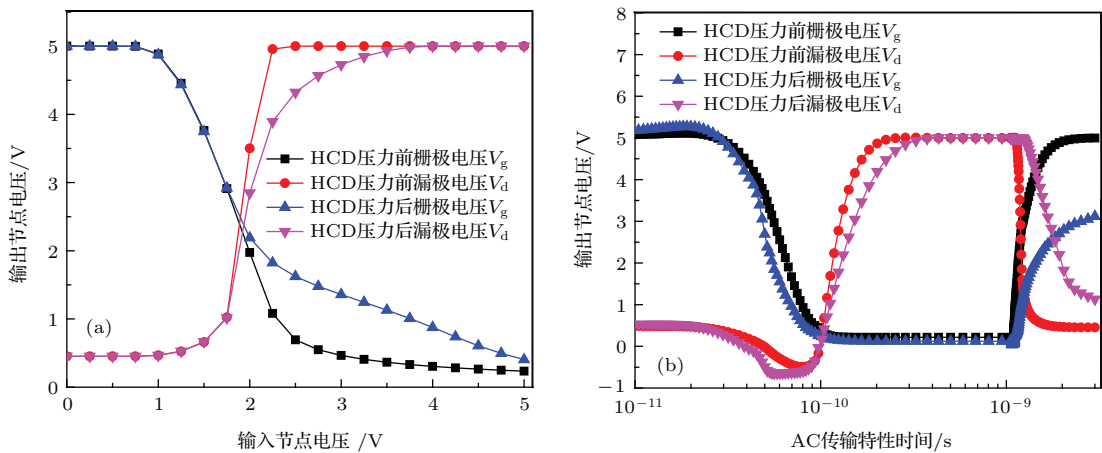 输出节点电压/V
5
4
3
2
1
0
HCD压力前栅极电压Vg
HCD压力前漏极电压Vd
HCD压力后栅极电压Vg
HCD压力后漏极电压Vd
(a)
0 1 2 3 4 5
输入节点电压 /V
输出节点电压/V
8
7
6
5
4
3
2
1
0
−1
HCD压力前栅极电压Vg
HCD压力前漏极电压Vd
HCD压力后栅极电压Vg
HCD压力后漏极电压Vd
(b)
10−11 10−10 10−9
AC传输特性时间/s